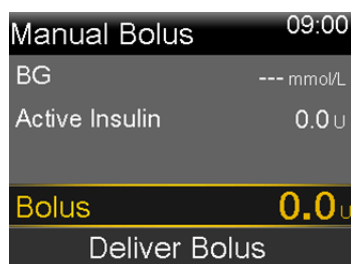 Manual Bolus 09:00
BG --- mmol/L
Active Insulin 0.0 U
Bolus 0.0 U
Deliver Bolus